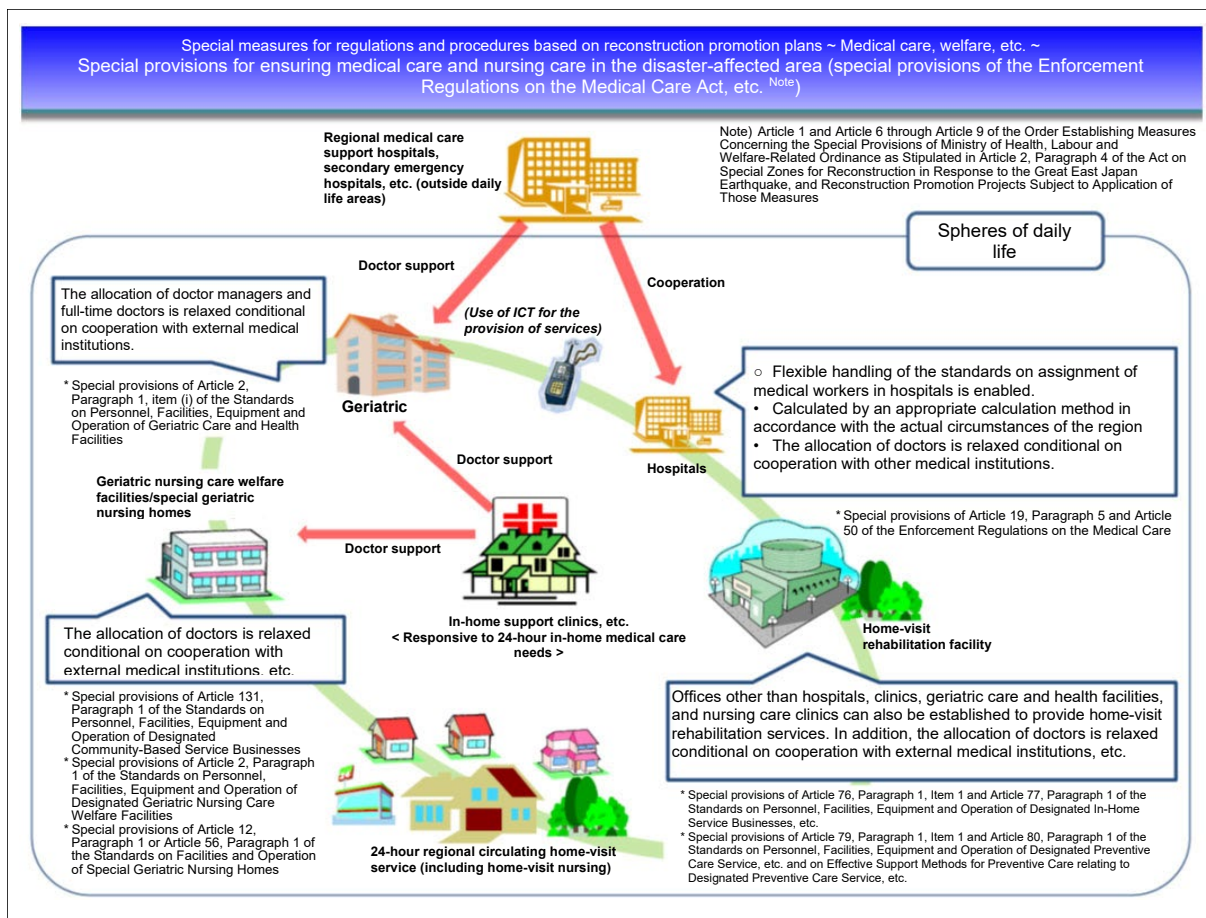 Special measures for regulations and procedures based on reconstruction promotion plans ~ Medical care, welfare, etc. ~
Special provisions for ensuring medical care and nursing care in the disaster-affected area (special provisions of the Enforcement
Regulations on the Medical Care Act, etc. Note)
Regional medical care
support hospitals,
secondary emergency
hospitals, etc. (outside daily
life areas)
Note) Article 1 and Article 6 through Article 9 of the Order Establishing Measures
Concerning the Special Provisions of Ministry of Health, Labour and
Welfare-Related Ordinance as Stipulated in Article 2, Paragraph 4 of the Act on
Special Zones for Reconstruction in Response to the Great East Japan
Earthquake, and Reconstruction Promotion Projects Subject to Application of
Those Measures
Spheres of daily
life
Doctor support
Cooperation
The allocation of doctor managers and
full-time doctors is relaxed conditional
on cooperation with external medical
institutions.
(Use of ICT for the
provision of services)
* Special provisions of Article 2,
Paragraph 1, item (i) of the Standards
on Personnel, Facilities, Equipment and
Operation of Geriatric Care and Health
Facilities
Geriatric
○ Flexible handling of the standards on assignment of
medical workers in hospitals is enabled.
• Calculated by an appropriate calculation method in
accordance with the actual circumstances of the region
• The allocation of doctors is relaxed conditional on
cooperation with other medical institutions.
Hospitals
Doctor support
Geriatric nursing care welfare
facilities/special geriatric
nursing homes
* Special provisions of Article 19, Paragraph 5 and Article
50 of the Enforcement Regulations on the Medical Care
Doctor support
In-home support clinics, etc.
< Responsive to 24-hour in-home medical care
needs >
Home-visit
rehabilitation facility
The allocation of doctors is relaxed
conditional on cooperation with
external medical institutions, etc.
* Special provisions of Article 131,
Paragraph 1 of the Standards on
Personnel, Facilities, Equipment and
Operation of Designated
Community-Based Service Businesses
* Special provisions of Article 2, Paragraph
1 of the Standards on Personnel,
Facilities, Equipment and Operation of
Designated Geriatric Nursing Care
Welfare Facilities
* Special provisions of Article 12,
Paragraph 1 or Article 56, Paragraph 1 of
the Standards on Facilities and Operation
of Special Geriatric Nursing Homes
Offices other than hospitals, clinics, geriatric care and health facilities,
and nursing care clinics can also be established to provide home-visit
rehabilitation services. In addition, the allocation of doctors is relaxed
conditional on cooperation with external medical institutions, etc.
* Special provisions of Article 76, Paragraph 1, Item 1 and Article 77, Paragraph 1 of the
Standards on Personnel, Facilities, Equipment and Operation of Designated In-Home
Service Businesses, etc.
* Special provisions of Article 79, Paragraph 1, Item 1 and Article 80, Paragraph 1 of the
Standards on Personnel, Facilities, Equipment and Operation of Designated Preventive
Care Service, etc. and on Effective Support Methods for Preventive Care relating to
Designated Preventive Care Service, etc.
24-hour regional circulating home-visit
service (including home-visit nursing)